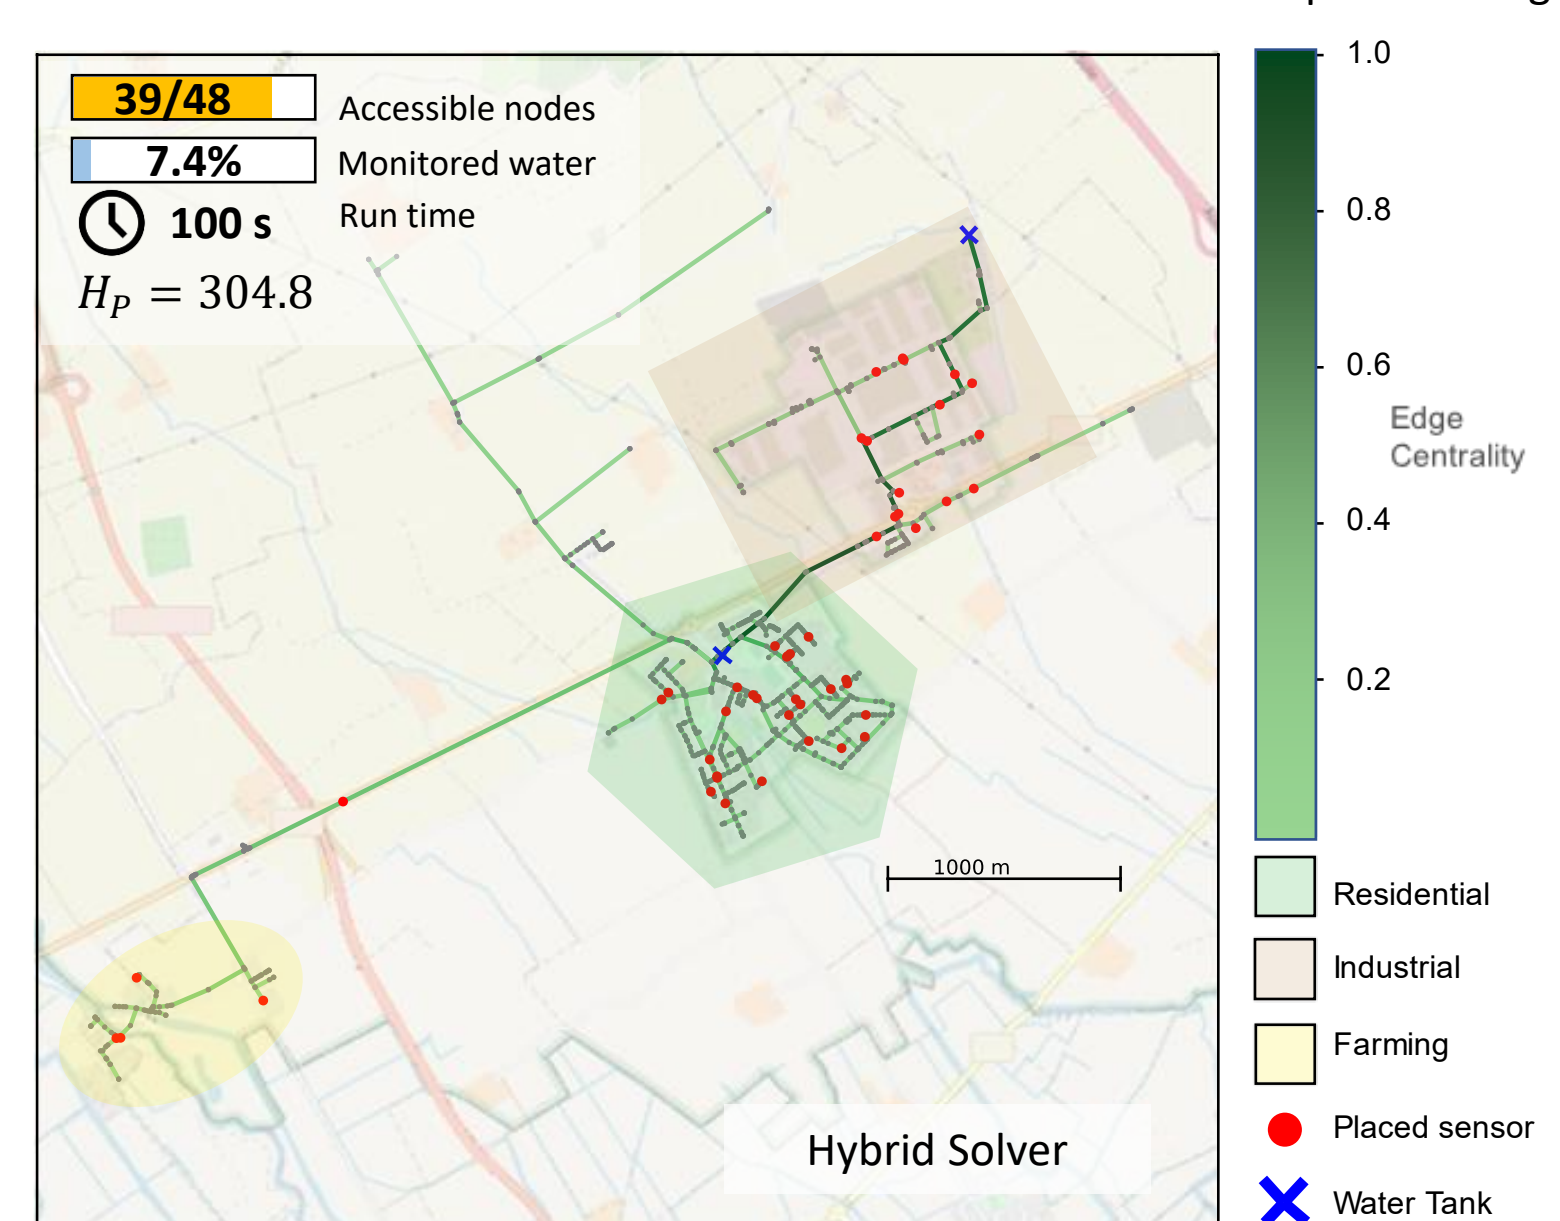 39/48 Accessible nodes
7.4% Monitored water
100 s Run time
H_P = 304.8
1000 m
Hybrid Solver
1.0
0.8
0.6
Edge
Centrality
0.4
0.2
Residential
Industrial
Farming
Placed sensor
Water Tank